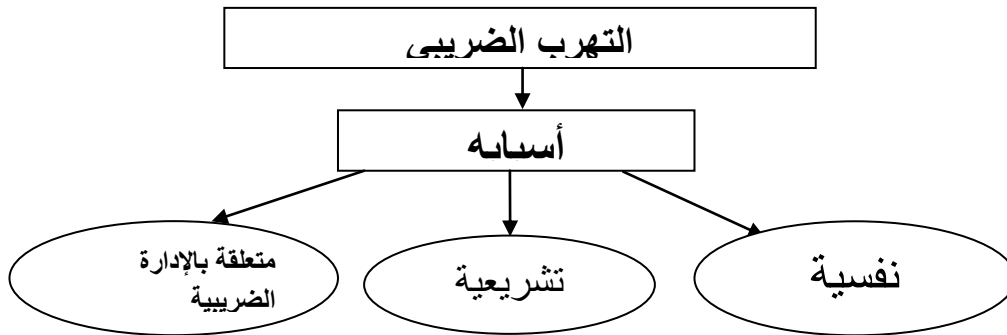 التهرب الضريبي
أسبابه
نفسية
تشريعية
متعلقة بالإدارة
الضريبية